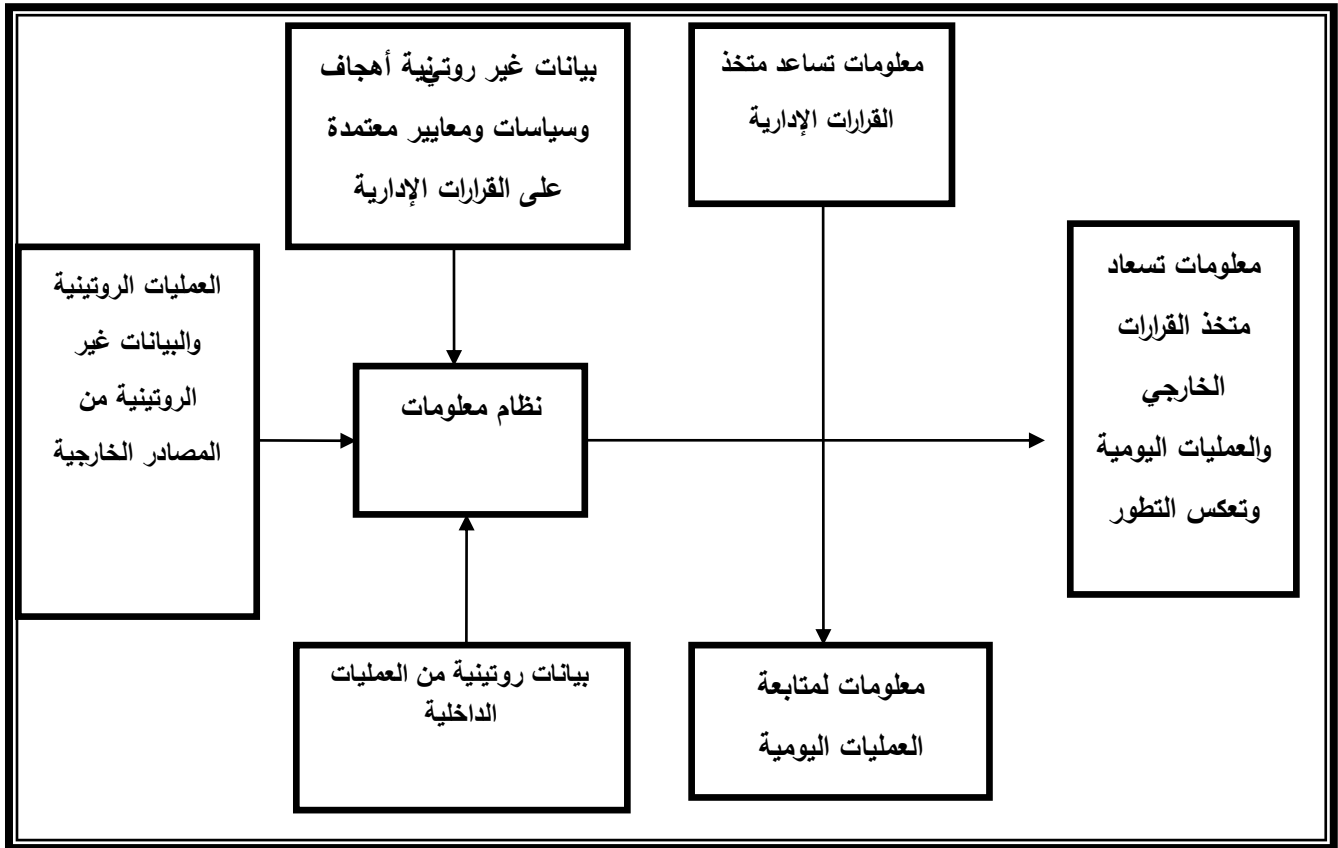 معلومات تساعد متخذ
القرارات الإدارية
بيانات غير روتينية أهجاف
وسياسات ومعايير معتمدة
على القرارات الإدارية
معلومات تسعاد
متخذ القرارات
الخارجي
والعمليات اليومية
وتعكس التطور
نظام معلومات
العمليات الروتينية
والبيانات غير
الروتينية من
المصادر الخارجية
معلومات لمتابعة
العمليات اليومية
بيانات روتينية من العمليات
الداخلية